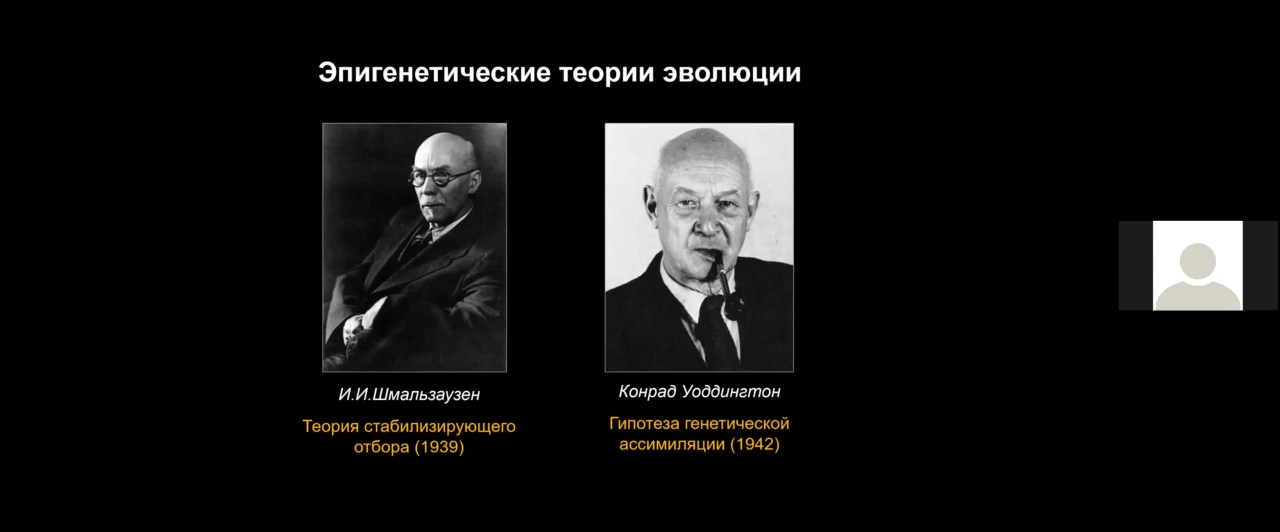 Эпигенетические теории эволюции
И.И.Шмальзаузен
Теория стабилизирующего
отбора (1939)
Конрад Уоддингтон
Гипотеза генетической
ассимиляции (1942)